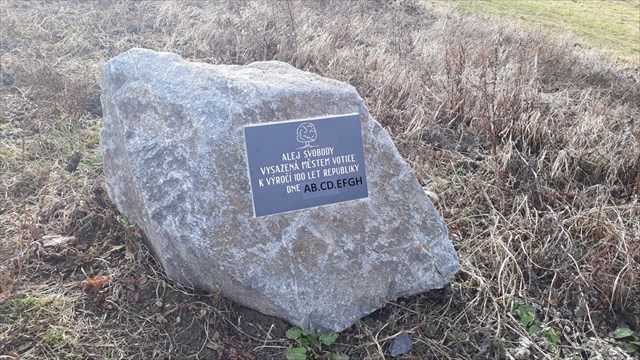 ALEJ SVOBODY
VYSAZENÁ MĚSTEM VOTICE
K VÝROČÍ 100 LET REPUBLIKY
DNE AB.CD.EFGH